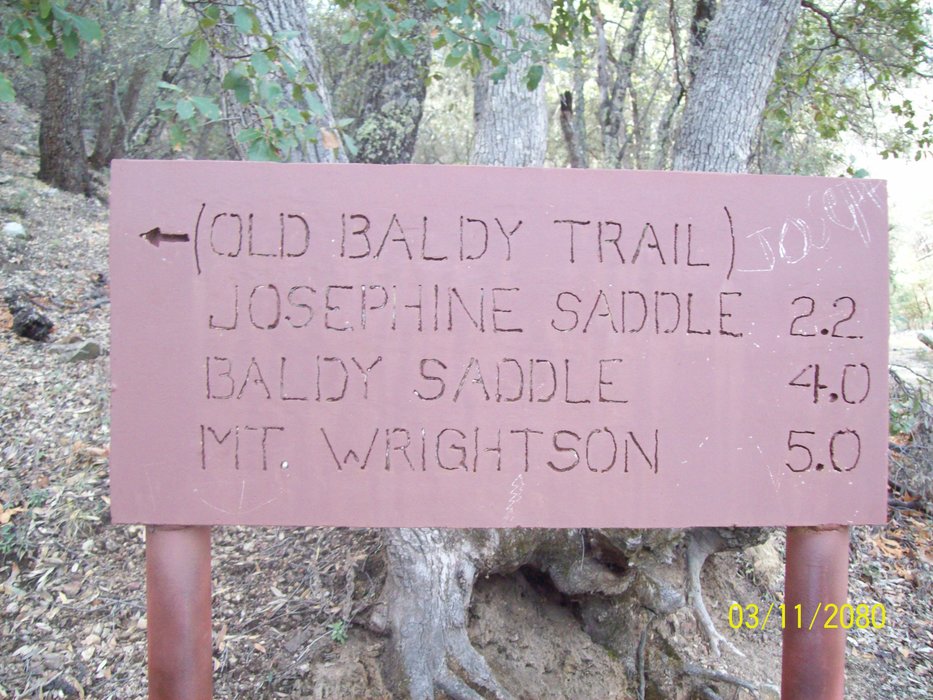 ← (OLD BALDY TRAIL)
JOSEPHINE SADDLE 2.2
BALDY SADDLE 4.0
MT. WRIGHTSON 5.0
03/11/2080